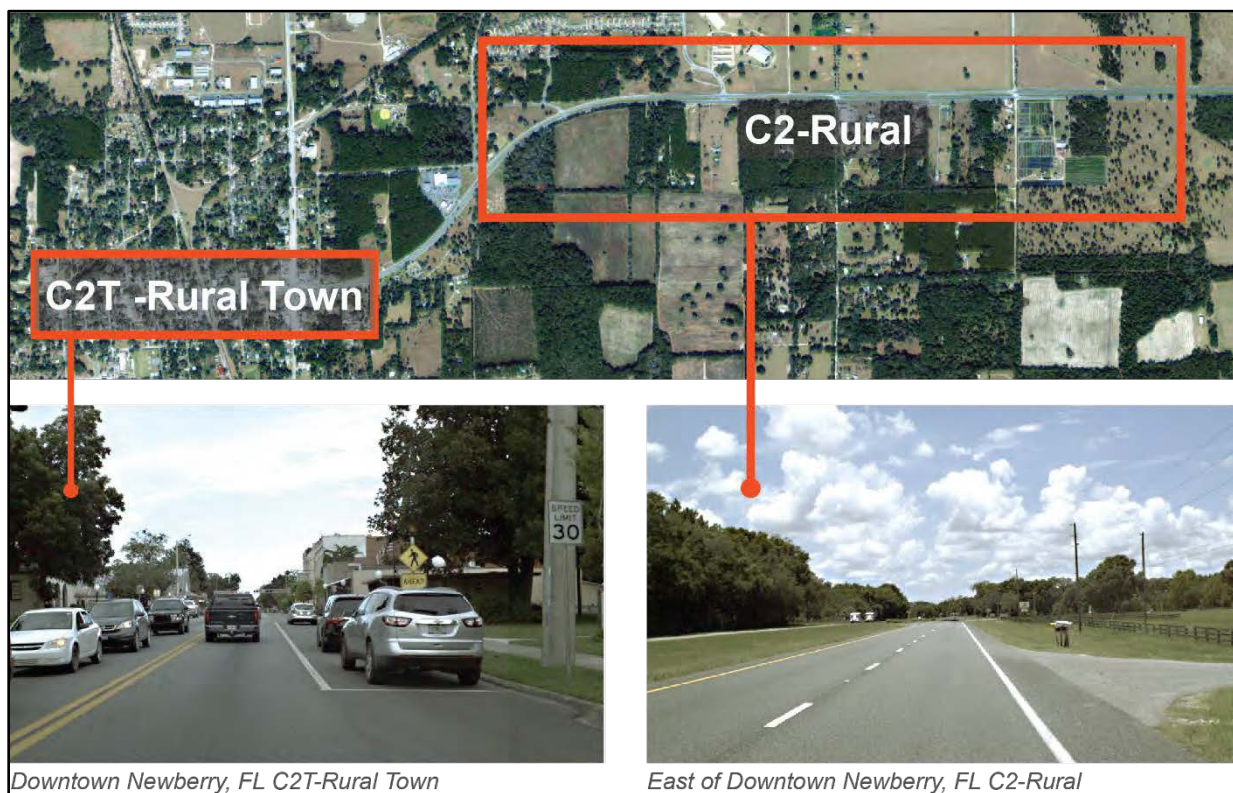 C2-Rural
C2T -Rural Town
SPEED
LIMIT
30
AHEAD
Downtown Newberry, FL C2T-Rural Town
East of Downtown Newberry, FL C2-Rural